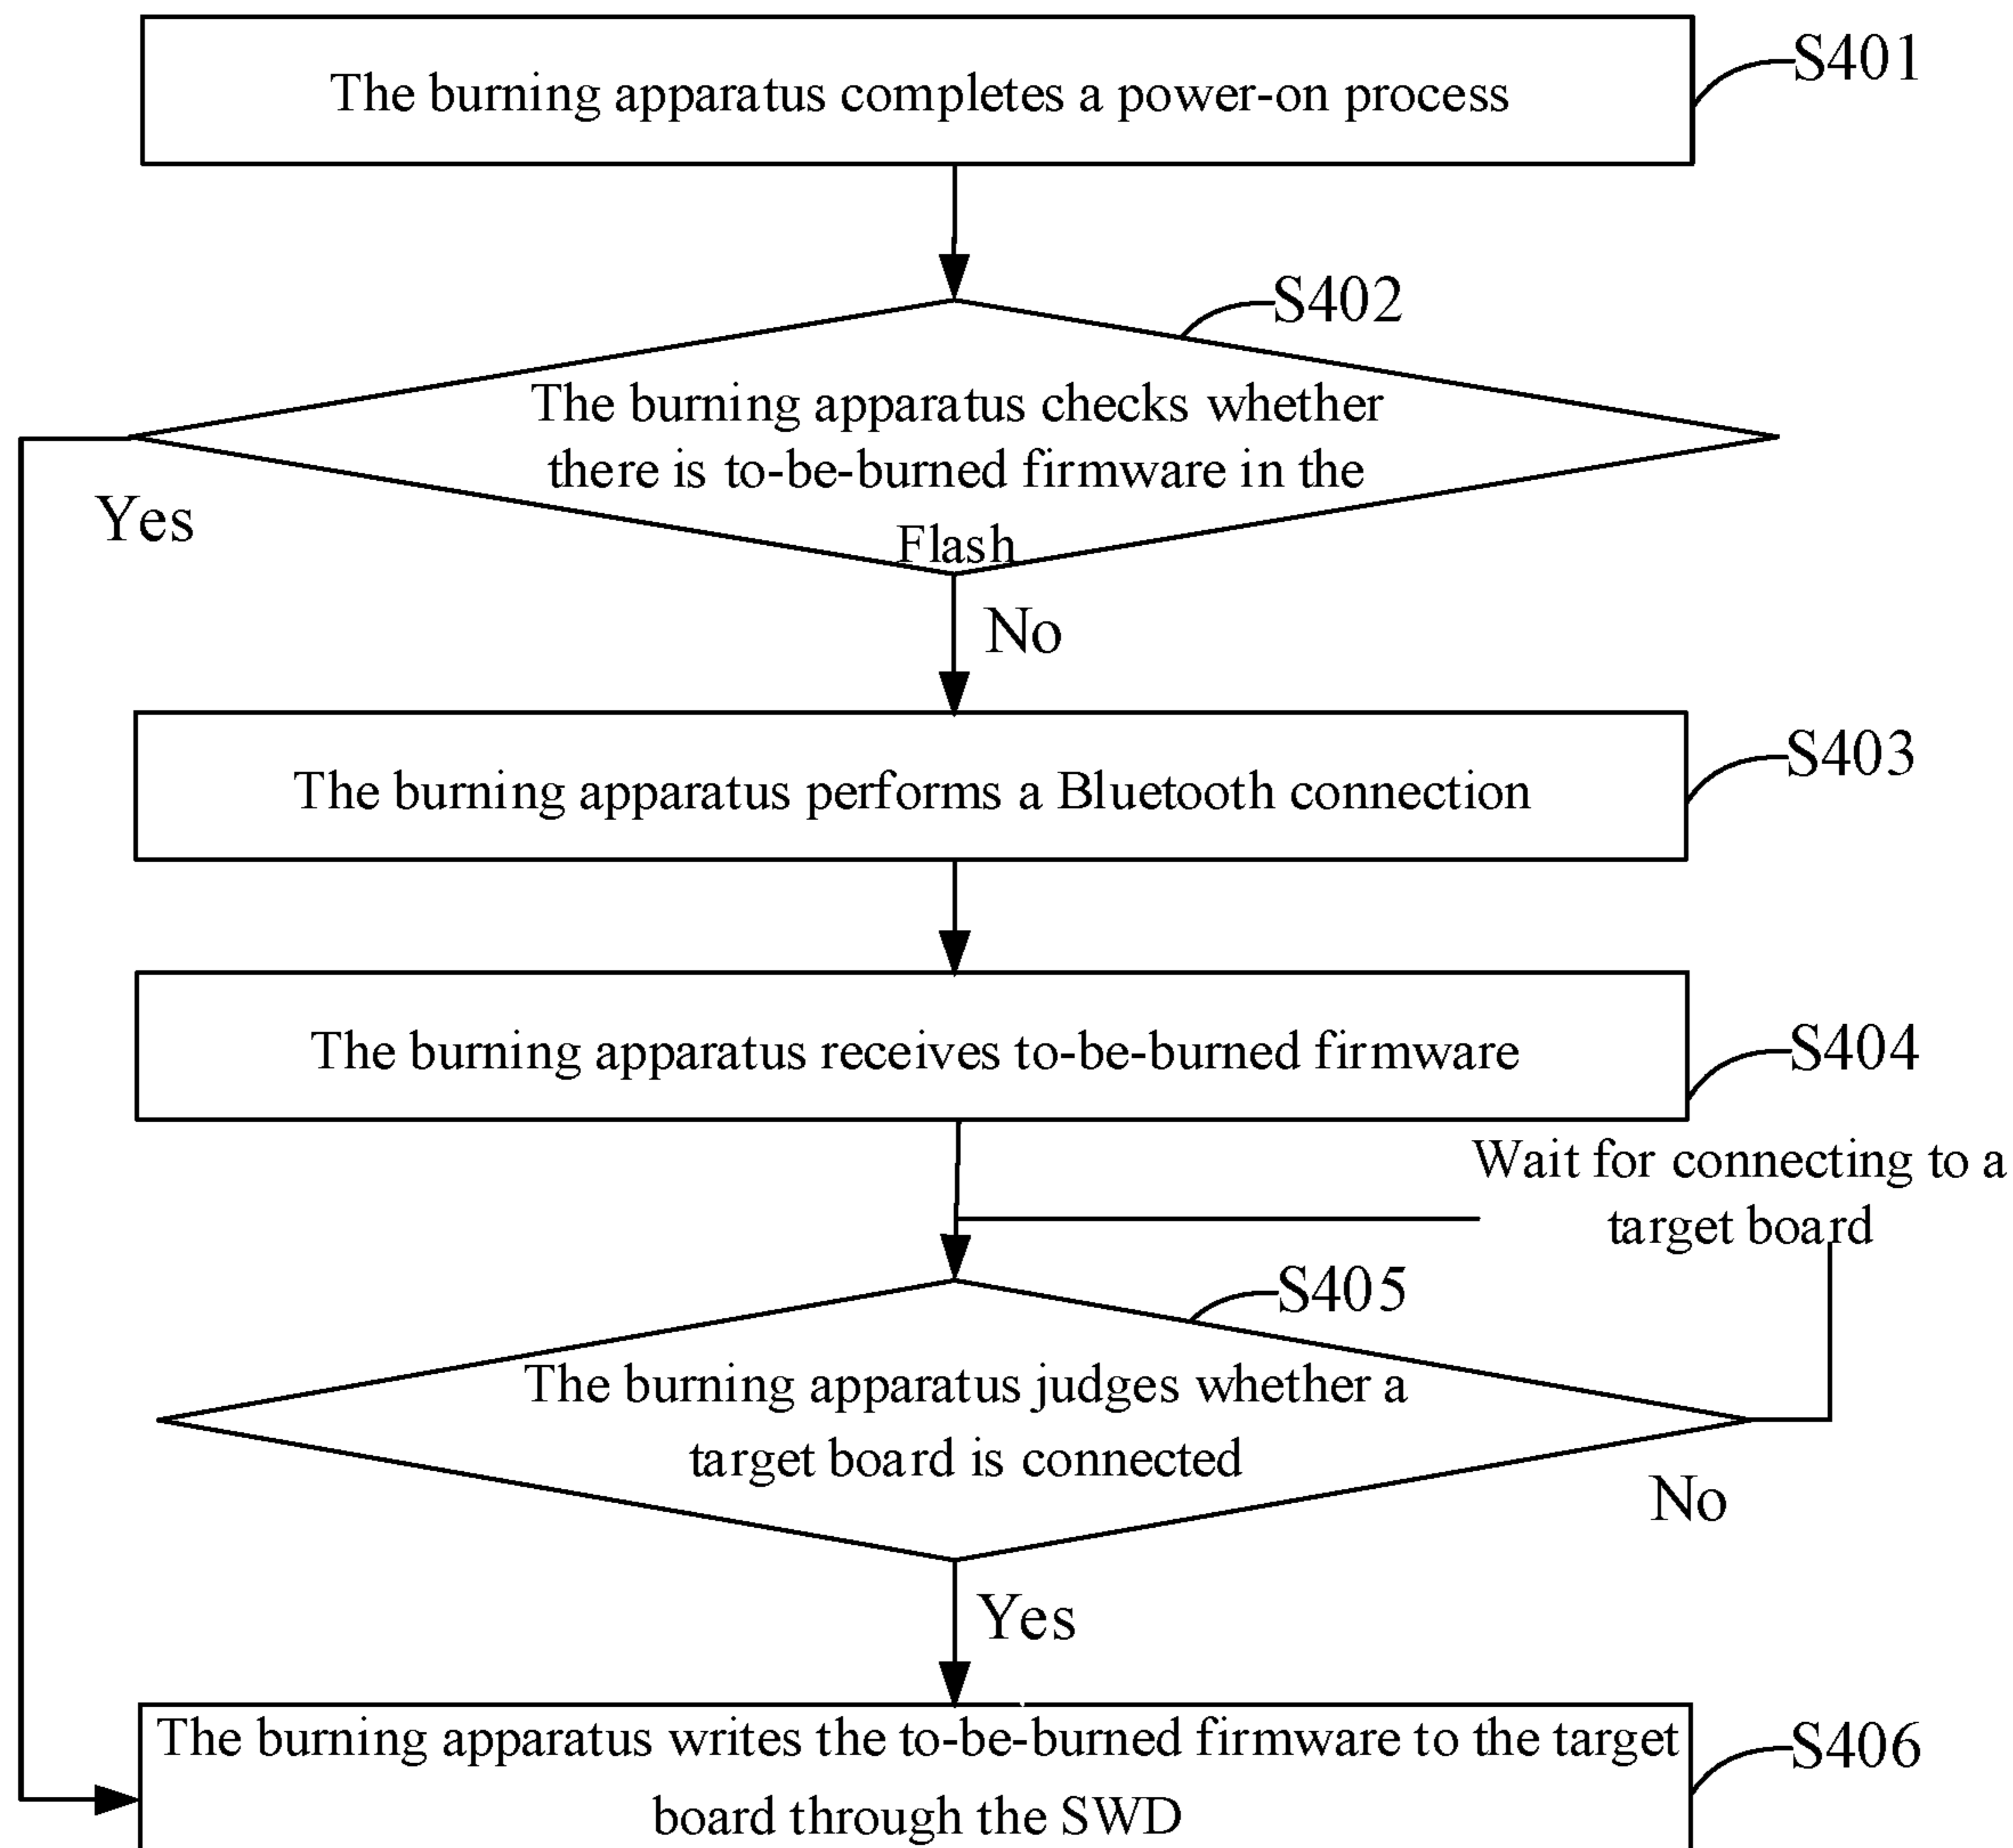 The burning apparatus completes a power-on process
S401
S402
The burning apparatus checks whether
there is to-be-burned firmware in the
Flash
Yes
No
The burning apparatus performs a Bluetooth connection
S403
The burning apparatus receives to-be-burned firmware
S404
Wait for connecting to a
target board
S405
The burning apparatus judges whether a
target board is connected
No
Yes
The burning apparatus writes the to-be-burned firmware to the target
board through the SWD
S406